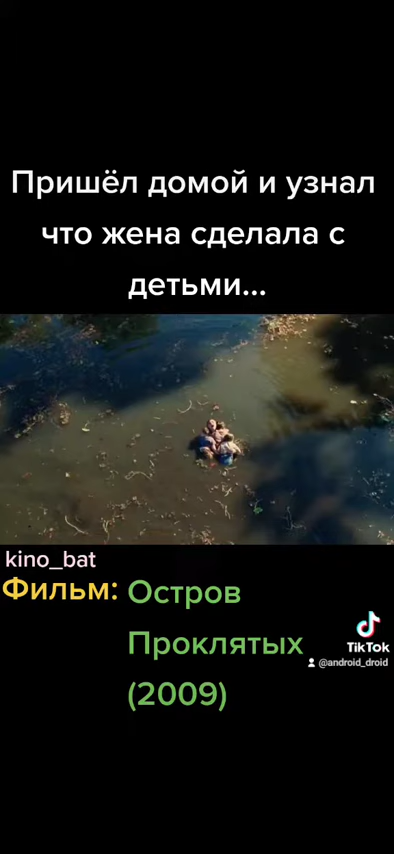 Пришёл домой и узнал
что жена сделала с
детьми...
kino_bat
Фильм: Остров
Проклятых
(2009)
TikTok
@android_droid